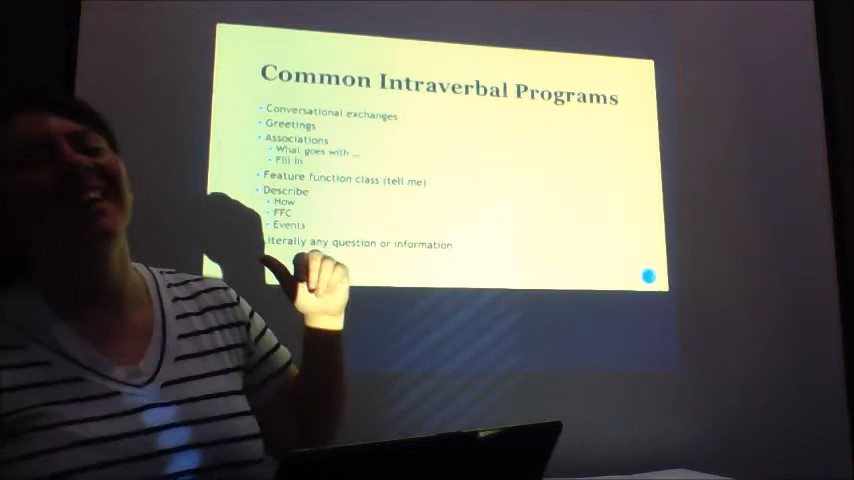 Common Intraverbal Programs
Conversational exchanges
Greetings
Associations
What goes with ...
Fill in
Feature function class (tell me)
Describe
How
FFC
Events
Literally any question or information